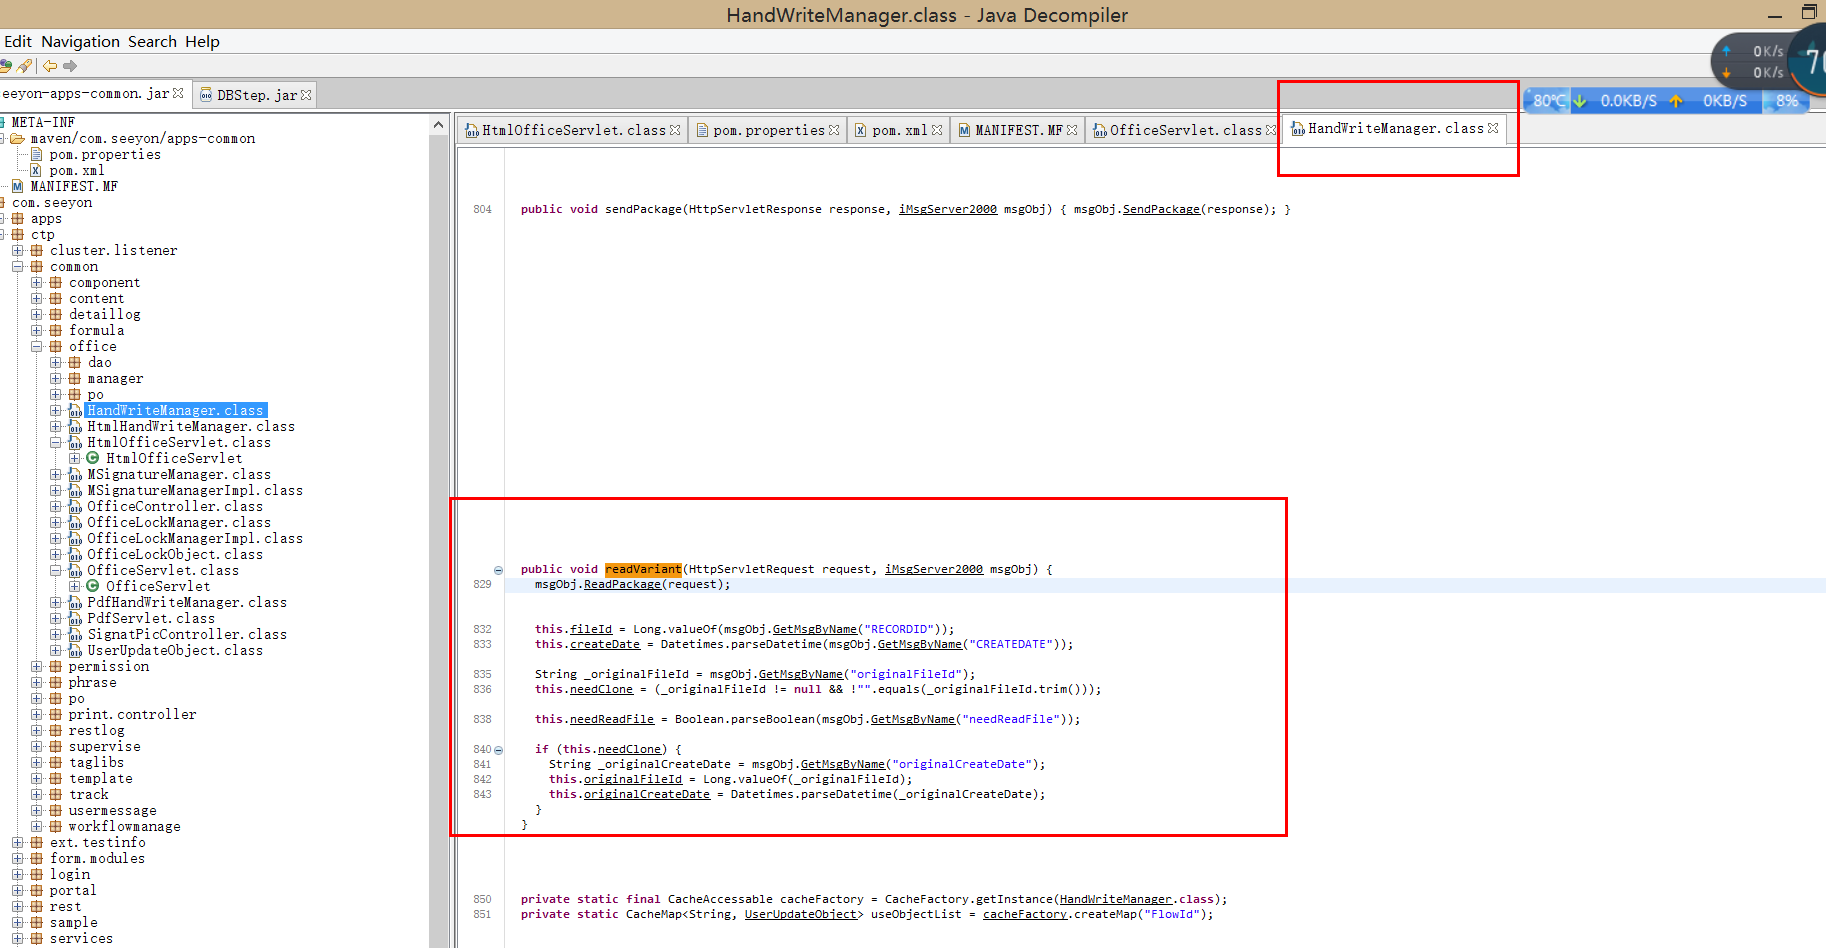 HandWriteManager.class - Java Decompiler
Edit Navigation Search Help
0K/s
0K/s
80℃ 0.0KB/S 0KB/S 8%
eeyon-apps-common.jar DBStep.jar
HtmlOfficeServlet.class pom.properties pom.xml MANIFEST.MF OfficeServlet.class HandWriteManager.class
META-INF
maven/com.seeyon/apps-common
pom.properties
pom.xml
MANIFEST.MF
com.seeyon
apps
ctp
cluster.listener
common
component
content
detaillog
formula
office
dao
manager
po
HandWriteManager.class
HtmlHandWriteManager.class
HtmlOfficeServlet.class
HtmlOfficeServlet
MSignatureManager.class
MSignatureManagerImpl.class
OfficeController.class
OfficeLockManager.class
OfficeLockManagerImpl.class
OfficeLockObject.class
OfficeServlet.class
OfficeServlet
PdfHandWriteManager.class
PdfServlet.class
SignatPicController.class
UserUpdateObject.class
permission
phrase
po
print.controller
restlog
supervise
taglibs
template
track
usermessage
workflowmanage
ext.testinfo
form.modules
login
portal
rest
sample
services
804 public void sendPackage(HttpServletResponse response, iMsgServer2000 msgObj) { msgObj.SendPackage(response); }
public void readVariant(HttpServletRequest request, iMsgServer2000 msgObj) {
829 msgObj.ReadPackage(request);
832 this.fileId = Long.valueOf(msgObj.GetMsgByName("RECORDID"));
833 this.createDate = Datetimes.parseDatetime(msgObj.GetMsgByName("CREATEDATE"));
835 String _originalFileId = msgObj.GetMsgByName("originalFileId");
836 this.needClone = (_originalFileId != null && !"".equals(_originalFileId.trim()));
838 this.needReadFile = Boolean.parseBoolean(msgObj.GetMsgByName("needReadFile"));
840 if (this.needClone) {
841 String _originalCreateDate = msgObj.GetMsgByName("originalCreateDate");
842 this.originalFileId = Long.valueOf(_originalFileId);
843 this.originalCreateDate = Datetimes.parseDatetime(_originalCreateDate);
}
}
850 private static final CacheAccessable cacheFactory = CacheFactory.getInstance(HandWriteManager.class);
851 private static CacheMap<String, UserUpdateObject> useObjectList = cacheFactory.createMap("FlowId");